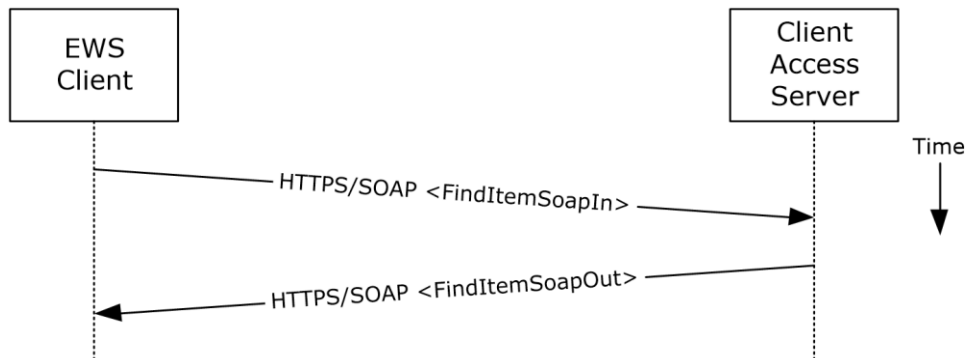 EWS
Client
Client
Access
Server
Time
HTTPS/SOAP <FindItemSoapIn>
HTTPS/SOAP <FindItemSoapOut>